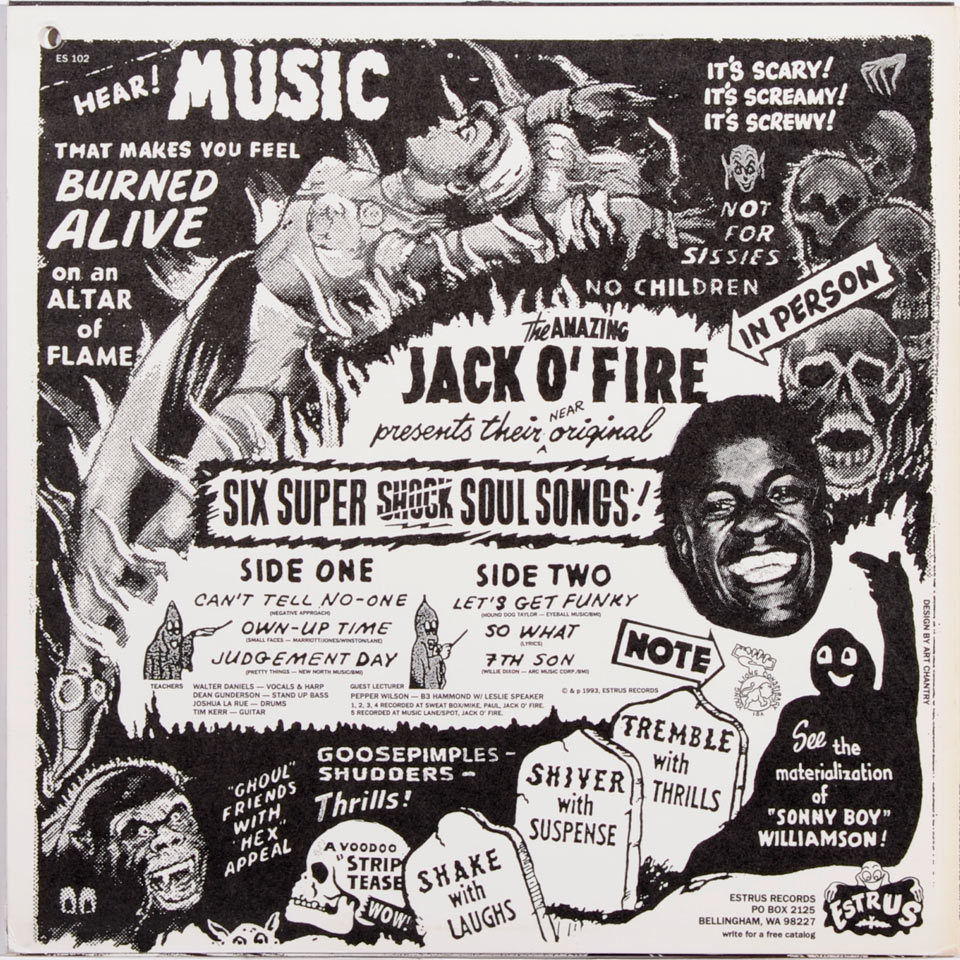 ES 102
HEAR! MUSIC
THAT MAKES YOU FEEL
BURNED
ALIVE
on an
ALTAR
of
FLAME
IT'S SCARY!
IT'S SCREAMY!
IT'S SCREWY!
NOT
FOR
SISSIES
NO CHILDREN
IN PERSON
The AMAZING
JACK O' FIRE
NEAR
presents their original
SIX SUPER SHOCK SOUL SONGS!
SIDE ONE
CAN'T TELL NO-ONE
(NEGATIVE APPROACH)
OWN-UP TIME
(SMALL FACES — MARRIOTT/JONES/WINSTON/LANE)
JUDGEMENT DAY
(PRETTY THINGS — NEW NORTH MUSIC/BMI)
SIDE TWO
LET'S GET FUNKY
(HOUND DOG TAYLOR — EYEBALL MUSIC/BMI)
SO WHAT
(LYRICS)
7TH SON
(WILLIE DIXON — ARC MUSIC CORP./BMI)
NOTE
TEACHERS
WALTER DANIELS — VOCALS & HARP
DEAN GUNDERSON — STAND UP BASS
JOSHUA LA RUE — DRUMS
TIM KERR — GUITAR
GUEST LECTURER
PEPPER WILSON — B3 HAMMOND W/ LESLIE SPEAKER
1, 2, 3, 4 RECORDED AT SWEAT BOX/MIKE, PAUL, JACK O' FIRE.
5 RECORDED AT MUSIC LANE/SPOT, JACK O' FIRE.
© & p 1993, ESTRUS RECORDS
DESIGN BY ART CHANTRY
GOOSEPIMPLES-
SHUDDERS-
Thrills!
"GHOUL"
FRIENDS
WITH
"HEX"
APPEAL
A VOODOO
"STRIP
TEASE
WOW!
SHAKE
with
LAUGHS
SHIVER
with
SUSPENSE
TREMBLE
with
THRILLS
See the
materialization
of
"SONNY BOY"
WILLIAMSON!
ESTRUS RECORDS
PO BOX 2125
BELLINGHAM, WA 98227
write for a free catalog
ESTRUS